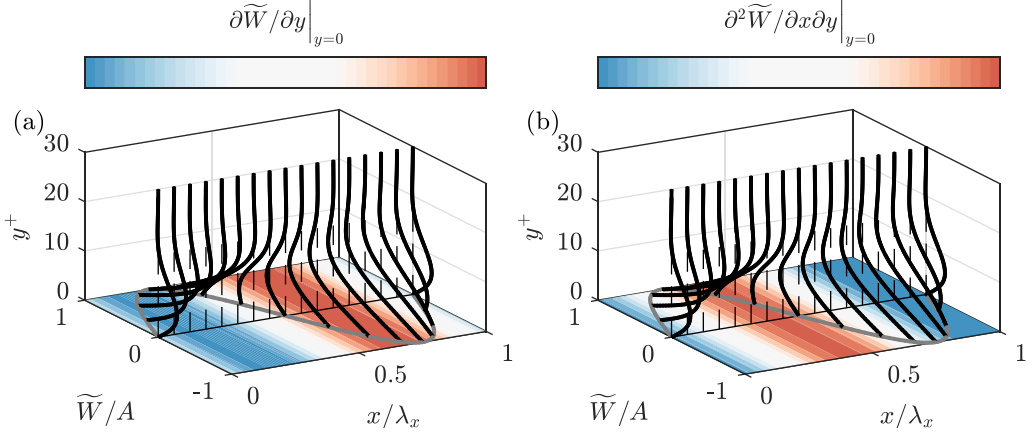 ∂W̃/∂y|y=0
∂²W̃/∂x∂y|y=0
(a)
30
20
10
0
y⁺
1
0
-1
W̃/A
0
0.5
1
x/λₓ
(b)
30
20
10
0
y⁺
1
0
-1
W̃/A
0
0.5
1
x/λₓ